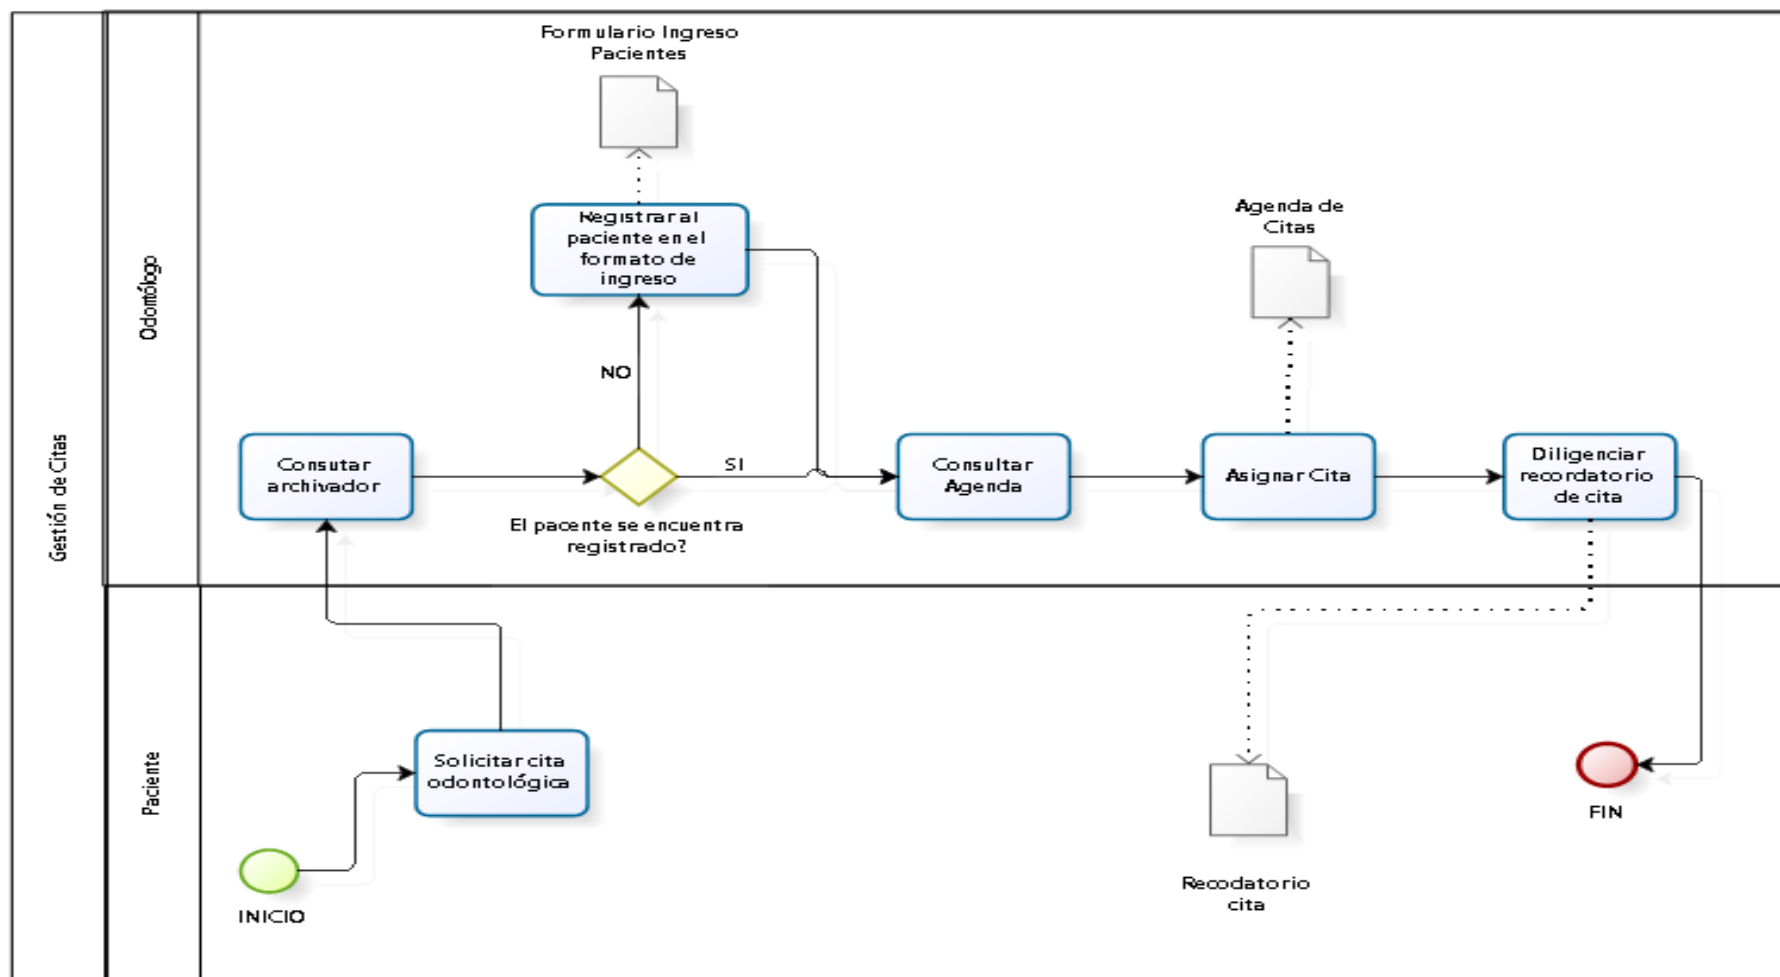 Formulario Ingreso
Pacientes
Registrar al
paciente en el
formato de
ingreso
Agenda de
Citas
Odontólogo
NO
Gestión de Citas
Consutar
archivador
SI
El pacente se encuentra
registrado?
Consultar
Agenda
Asignar Cita
Diligenciar
recordatorio
de cita
Paciente
Solicitar cita
odontológica
INICIO
Recodatorio
cita
FIN